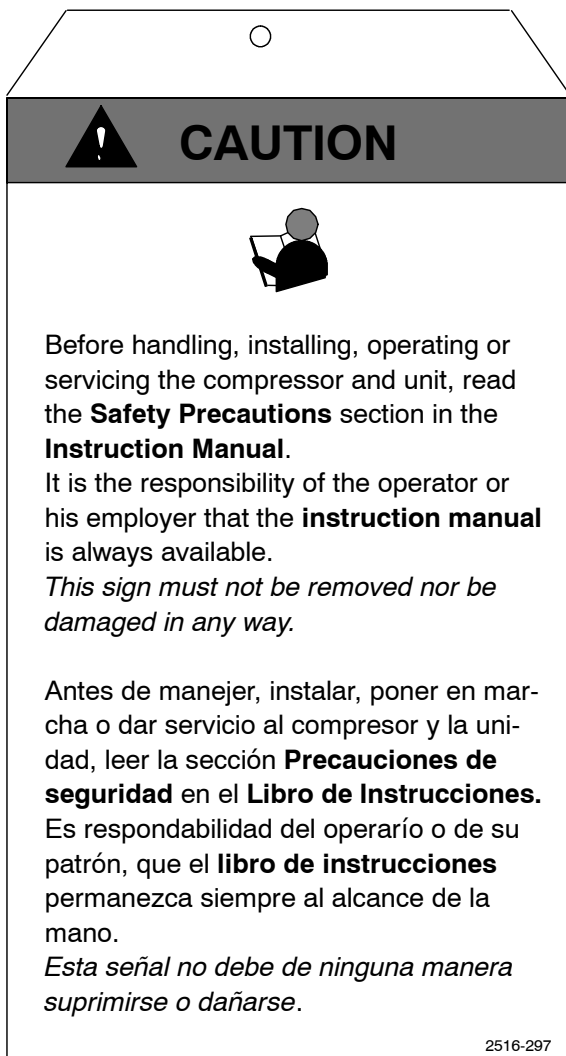 CAUTION
Before handling, installing, operating or
servicing the compressor and unit, read
the Safety Precautions section in the
Instruction Manual.
It is the responsibility of the operator or
his employer that the instruction manual
is always available.
This sign must not be removed nor be
damaged in any way.
Antes de manejer, instalar, poner en mar-
cha o dar servicio al compresor y la uni-
dad, leer la sección Precauciones de
seguridad en el Libro de Instrucciones.
Es respondabilidad del operarío o de su
patrón, que el libro de instrucciones
permanezca siempre al alcance de la
mano.
Esta señal no debe de ninguna manera
suprimirse o dañarse.
2516-297